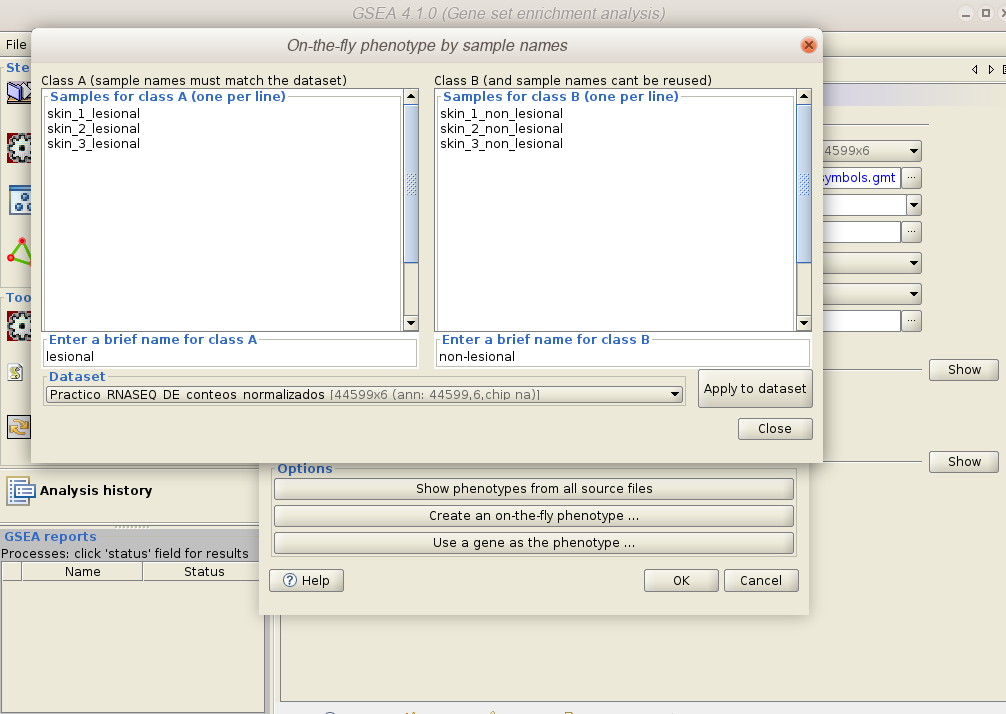 GSEA 4.1.0 (Gene set enrichment analysis)
File
On-the-fly phenotype by sample names
Ste
Class A (sample names must match the dataset)
Samples for class A (one per line)
skin_1_lesional
skin_2_lesional
skin_3_lesional
Class B (and sample names cant be reused)
Samples for class B (one per line)
skin_1_non_lesional
skin_2_non_lesional
skin_3_non_lesional
4599x6
symbols.gmt
...
...
...
Too
Enter a brief name for class A
lesional
Enter a brief name for class B
non-lesional
Dataset
Practico_RNASEQ_DE_conteos_normalizados [44599x6 (ann: 44599,6,chip na)]
Apply to dataset
Close
Show
Show
Options
Show phenotypes from all source files
Create an on-the-fly phenotype ...
Use a gene as the phenotype ...
Help
OK
Cancel
Analysis history
GSEA reports
Processes: click 'status' field for results
Name
Status